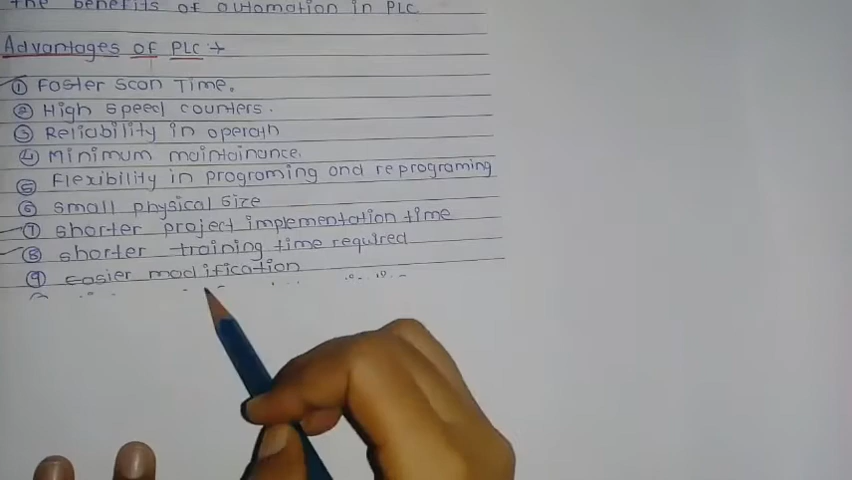 the benefits of automation in PLC
Advantages of PLC :-
① Faster Scan Time.
② High speed counters.
③ Reliability in operatn
④ Minimum maintainance.
⑤ Flexibility in programing and reprograming
⑥ small physical size
⑦ shorter project implementation time
⑧ shorter training time required
⑨ easier modification